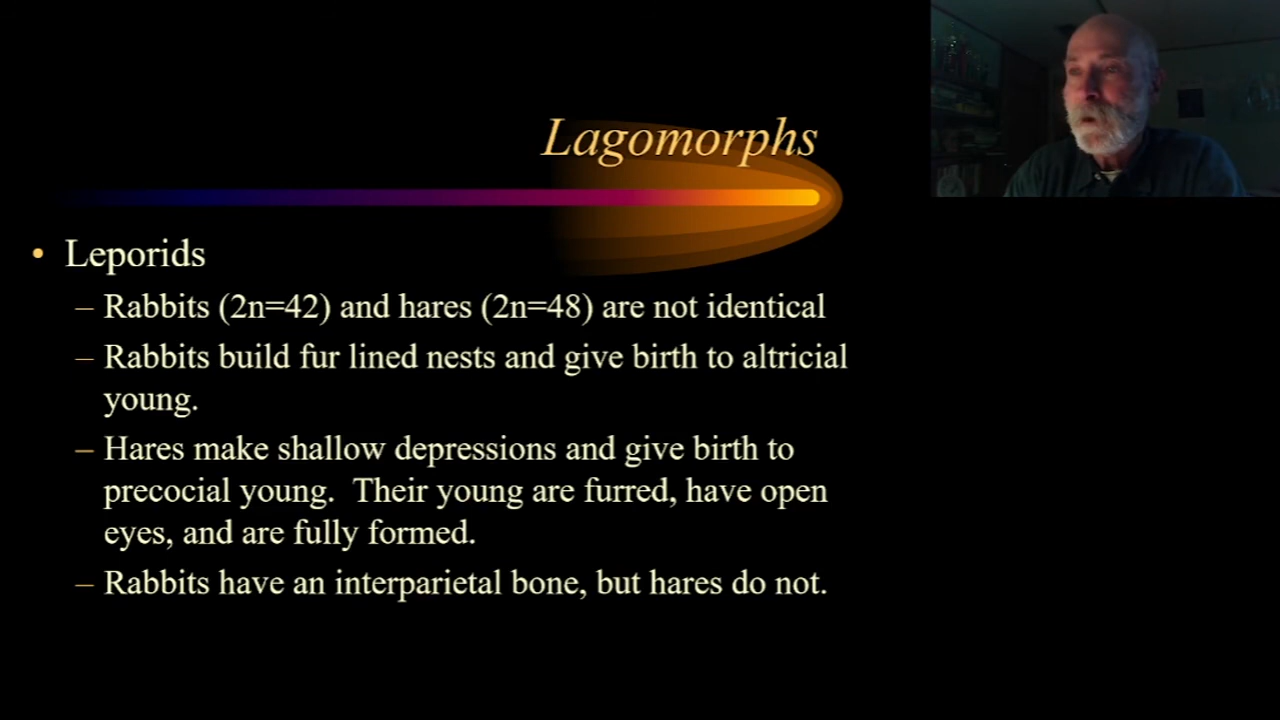 Lagomorphs
• Leporids
– Rabbits (2n=42) and hares (2n=48) are not identical
– Rabbits build fur lined nests and give birth to altricial
young.
– Hares make shallow depressions and give birth to
precocial young.  Their young are furred, have open
eyes, and are fully formed.
– Rabbits have an interparietal bone, but hares do not.